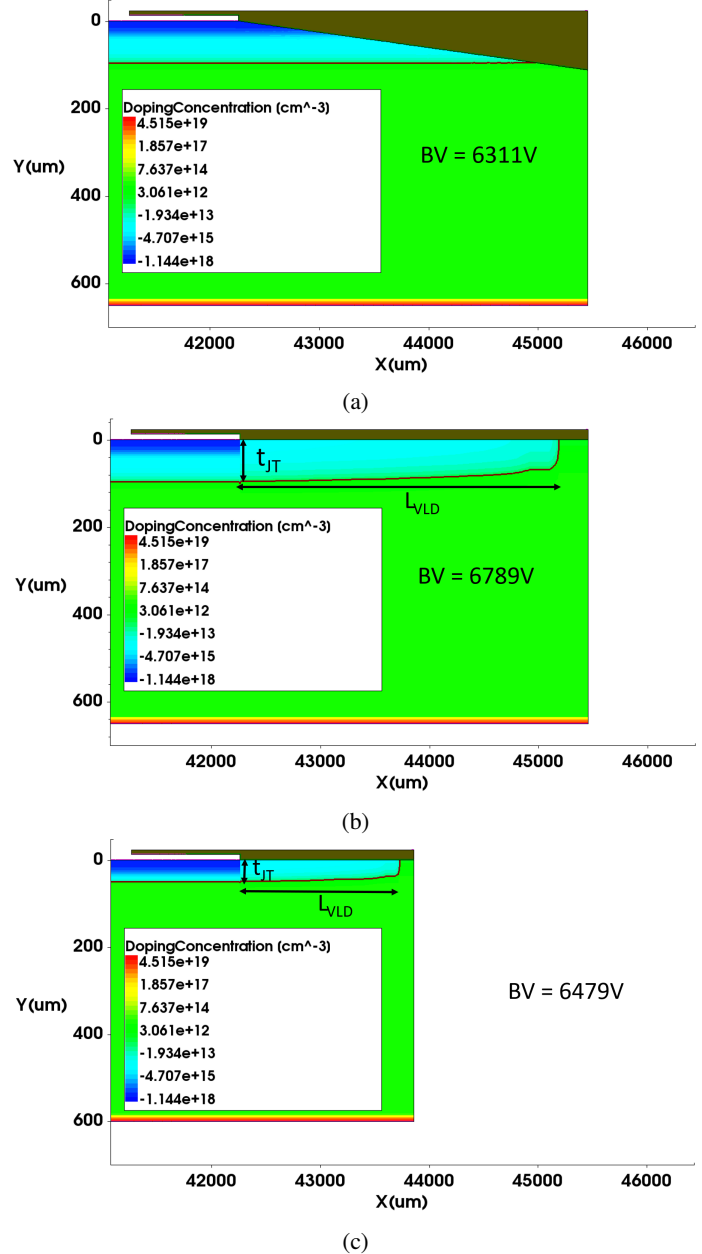 0
200
400
600
Y(um)
DopingConcentration (cm^-3)
4.515e+19
1.857e+17
7.637e+14
3.061e+12
-1.934e+13
-4.707e+15
-1.144e+18
BV = 6311V
42000 43000 44000 45000 46000
X(um)
(a)
0
200
400
600
Y(um)
tJT
LVLD
DopingConcentration (cm^-3)
4.515e+19
1.857e+17
7.637e+14
3.061e+12
-1.934e+13
-4.707e+15
-1.144e+18
BV = 6789V
42000 43000 44000 45000 46000
X(um)
(b)
0
200
400
600
Y(um)
tJT
LVLD
DopingConcentration (cm^-3)
4.515e+19
1.857e+17
7.637e+14
3.061e+12
-1.934e+13
-4.707e+15
-1.144e+18
BV = 6479V
42000 43000 44000 45000 46000
X(um)
(c)